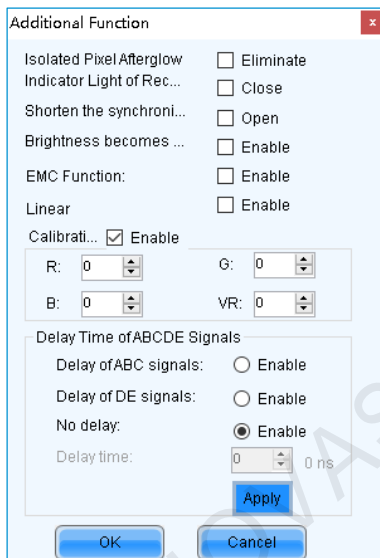 Additional Function x
Isolated Pixel Afterglow Eliminate
Indicator Light of Rec... Close
Shorten the synchroni... Open
Brightness becomes ... Enable
EMC Function: Enable
Linear Enable
Calibrati... Enable
R: 0 G: 0
B: 0 VR: 0
Delay Time of ABCDE Signals
Delay of ABC signals: Enable
Delay of DE signals: Enable
No delay: Enable
Delay time: 0 0 ns
Apply
OK Cancel